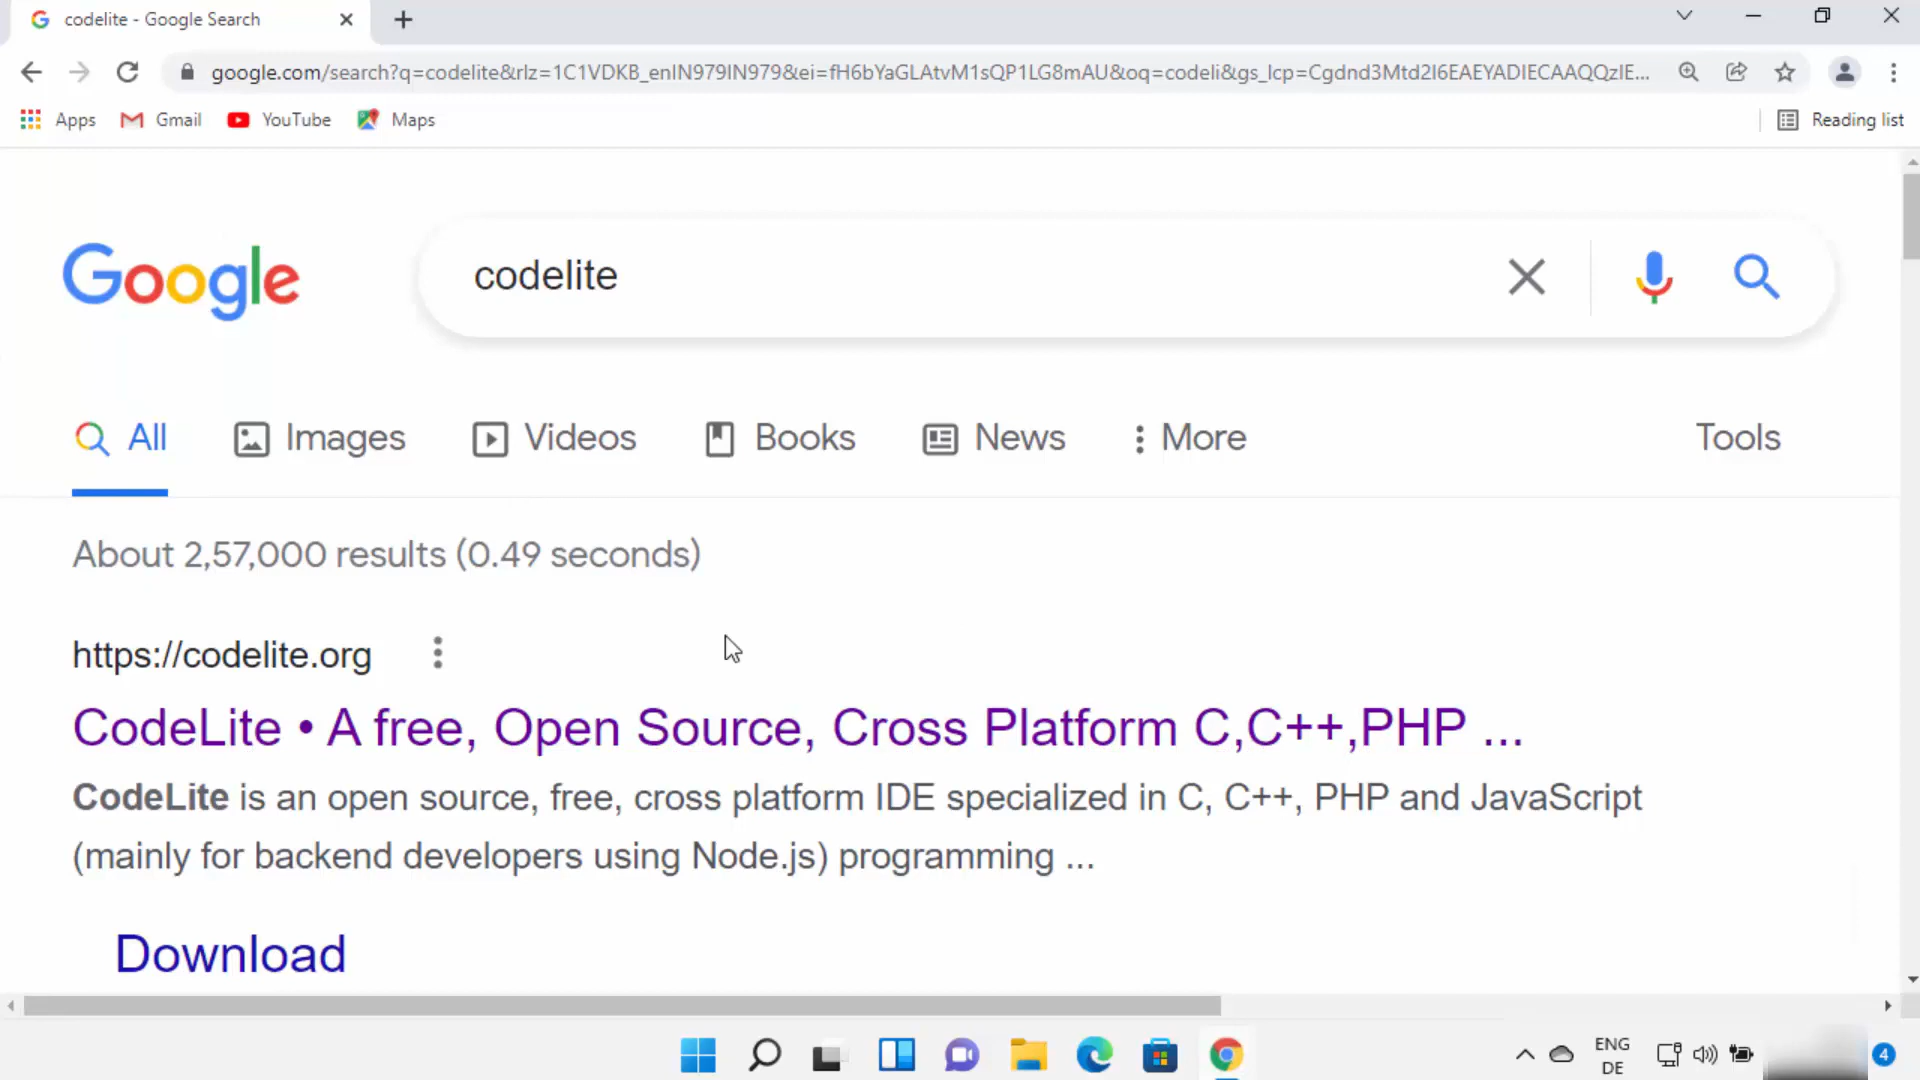 codelite - Google Search
google.com/search?q=codelite&rlz=1C1VDKB_enIN979IN979&ei=fH6bYaGLAtvM1sQP1LG8mAU&oq=codeli&gs_lcp=Cgdnd3Mtd2l6EAEYADIECAAQQzIE...
Apps Gmail YouTube Maps Reading list
Google codelite
All Images Videos Books News More Tools
About 2,57,000 results (0.49 seconds)
https://codelite.org
CodeLite • A free, Open Source, Cross Platform C,C++,PHP ...
CodeLite is an open source, free, cross platform IDE specialized in C, C++, PHP and JavaScript
(mainly for backend developers using Node.js) programming ...
Download
ENG
DE
4